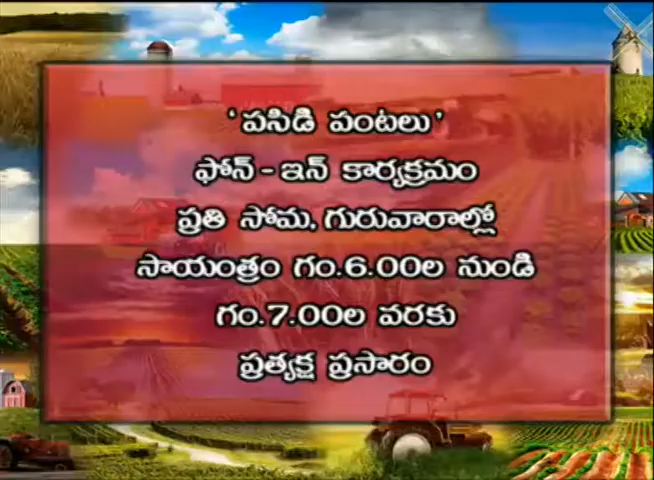 ‘ పసిడి పంటలు’
ఫోన్ - ఇన్ కార్యక్రమం
ప్రతి సోమ, గురువారాల్లో
సాయంత్రం గం.6.00ల నుండి
గం.7.00ల వరకు
ప్రత్యక్ష ప్రసారం